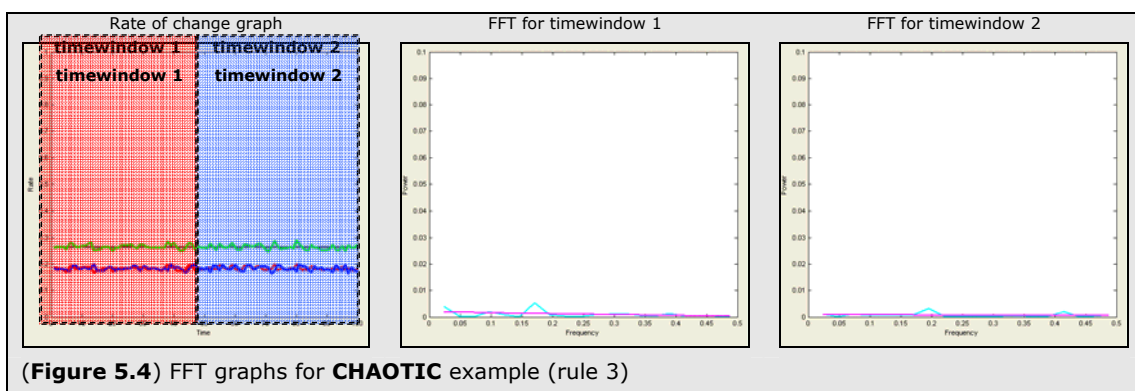 Rate of change graph
FFT for timewindow 1
FFT for timewindow 2
timewindow 1 timewindow 2
timewindow 1 timewindow 2
Rate
Time
0.1
0.09
0.08
0.07
0.06
0.05
0.04
0.03
0.02
0.01
0
Power
0 0.05 0.1 0.15 0.2 0.25 0.3 0.35 0.4 0.45 0.5
Frequency
0.1
0.09
0.08
0.07
0.06
0.05
0.04
0.03
0.02
0.01
0
Power
0 0.05 0.1 0.15 0.2 0.25 0.3 0.35 0.4 0.45 0.5
Frequency
(Figure 5.4) FFT graphs for CHAOTIC example (rule 3)